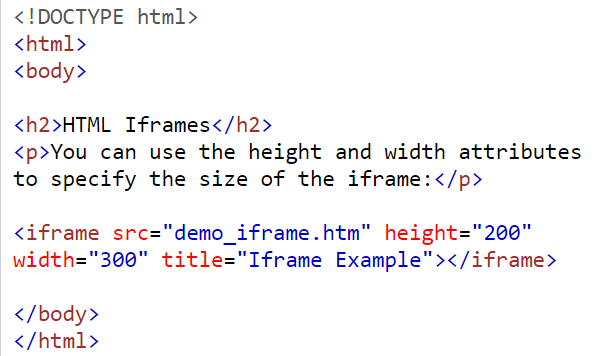 <!DOCTYPE html>
<html>
<body>
<h2>HTML Iframes</h2>
<p>You can use the height and width attributes
to specify the size of the iframe:</p>
<iframe src="demo_iframe.htm" height="200"
width="300" title="Iframe Example"></iframe>
</body>
</html>